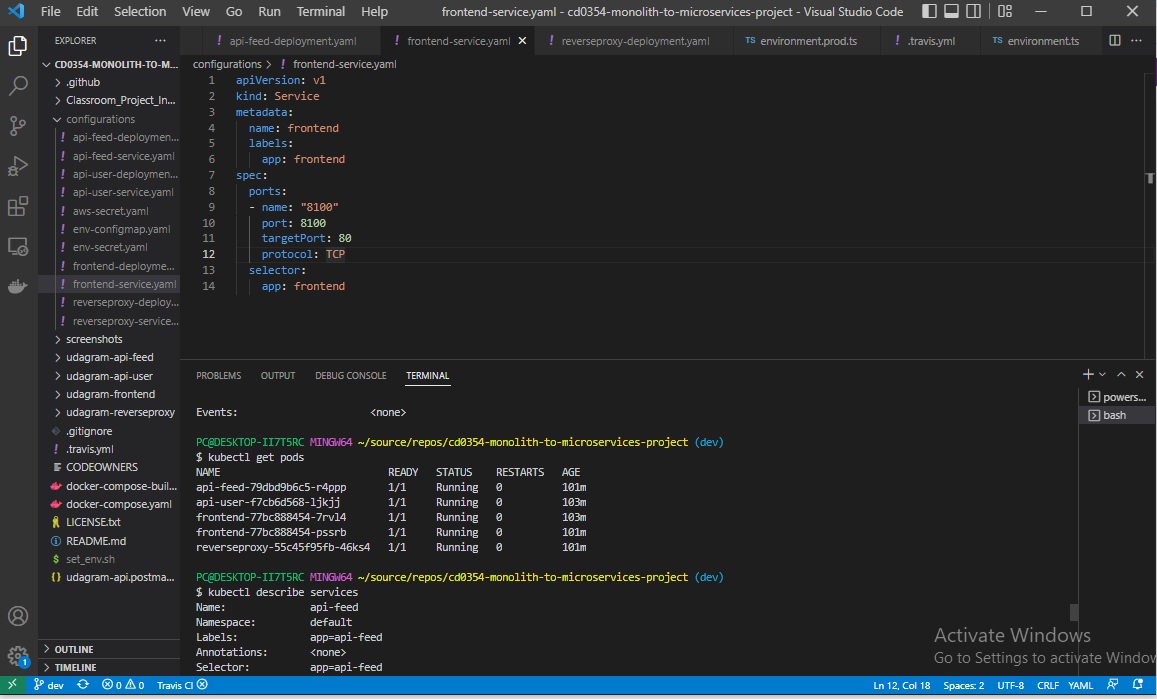 File Edit Selection View Go Run Terminal Help frontend-service.yaml - cd0354-monolith-to-microservices-project - Visual Studio Code
EXPLORER ...
CD0354-MONOLITH-TO-M...
.github
Classroom_Project_In...
configurations
! api-feed-deploymen...
! api-feed-service.yaml
! api-user-deploymen...
! api-user-service.yaml
! aws-secret.yaml
! env-configmap.yaml
! env-secret.yaml
! frontend-deployme...
! frontend-service.yaml
! reverseproxy-deploy...
! reverseproxy-service...
screenshots
udagram-api-feed
udagram-api-user
udagram-frontend
udagram-reverseproxy
.gitignore
! .travis.yml
CODEOWNERS
docker-compose-buil...
docker-compose.yaml
LICENSE.txt
README.md
$ set_env.sh
{} udagram-api.postma...
OUTLINE
TIMELINE
! api-feed-deployment.yaml ! frontend-service.yaml ! reverseproxy-deployment.yaml TS environment.prod.ts ! .travis.yml TS environment.ts ...
configurations > ! frontend-service.yaml
1 apiVersion: v1
2 kind: Service
3 metadata:
4 name: frontend
5 labels:
6 app: frontend
7 spec:
8 ports:
9 - name: "8100"
10 port: 8100
11 targetPort: 80
12 protocol: TCP
13 selector:
14 app: frontend
PROBLEMS OUTPUT DEBUG CONSOLE TERMINAL
powers...
bash
Events: <none>
PC@DESKTOP-II7T5RC MINGW64 ~/source/repos/cd0354-monolith-to-microservices-project (dev)
$ kubectl get pods
NAME READY STATUS RESTARTS AGE
api-feed-79dbd9b6c5-r4ppp 1/1 Running 0 101m
api-user-f7cb6d568-ljkjj 1/1 Running 0 103m
frontend-77bc888454-7rvl4 1/1 Running 0 103m
frontend-77bc888454-pssrb 1/1 Running 0 101m
reverseproxy-55c45f95fb-46ks4 1/1 Running 0 101m
PC@DESKTOP-II7T5RC MINGW64 ~/source/repos/cd0354-monolith-to-microservices-project (dev)
$ kubectl describe services
Name: api-feed
Namespace: default
Labels: app=api-feed
Annotations: <none>
Selector: app=api-feed
Activate Windows
Go to Settings to activate Window
1
dev 0 0 Travis CI Ln 12, Col 18 Spaces: 2 UTF-8 CRLF YAML